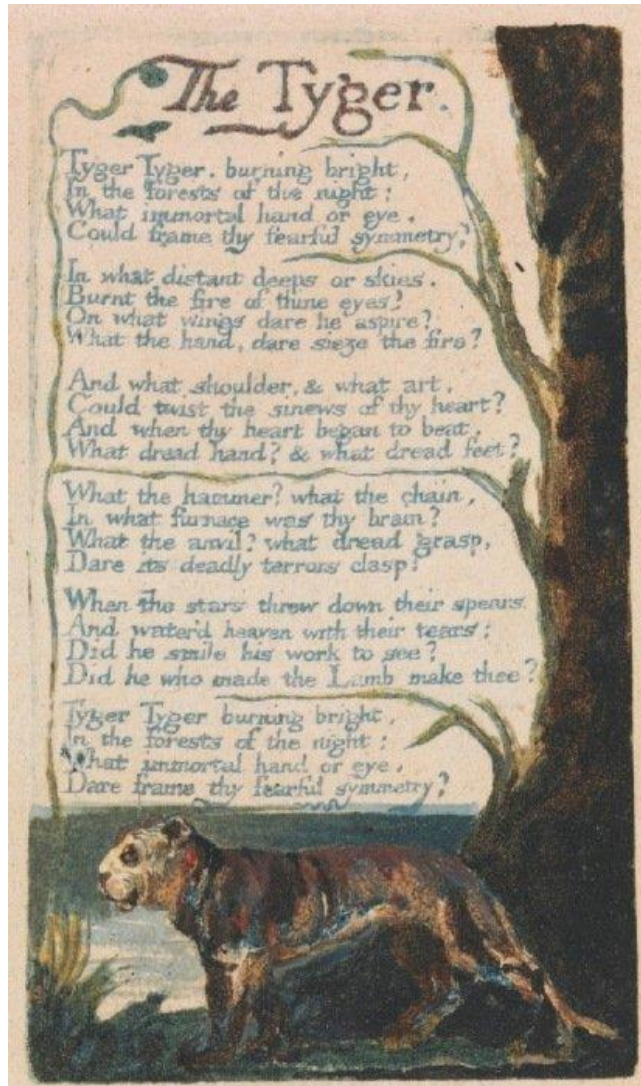 The Tyger.
Tyger Tyger. burning bright,
In the forests of the night:
What immortal hand or eye.
Could frame thy fearful symmetry?
In what distant deeps or skies.
Burnt the fire of thine eyes?
On what wings dare he aspire?
What the hand, dare sieze the fire?
And what shoulder, & what art,
Could twist the sinews of thy heart?
And when thy heart began to beat,
What dread hand? & what dread feet?
What the hammer? what the chain,
In what furnace was thy brain?
What the anvil? what dread grasp,
Dare its deadly terrors clasp?
When the stars threw down their spears
And water'd heaven with their tears:
Did he smile his work to see?
Did he who made the Lamb make thee?
Tyger Tyger burning bright,
In the forests of the night:
What immortal hand or eye,
Dare frame thy fearful symmetry?